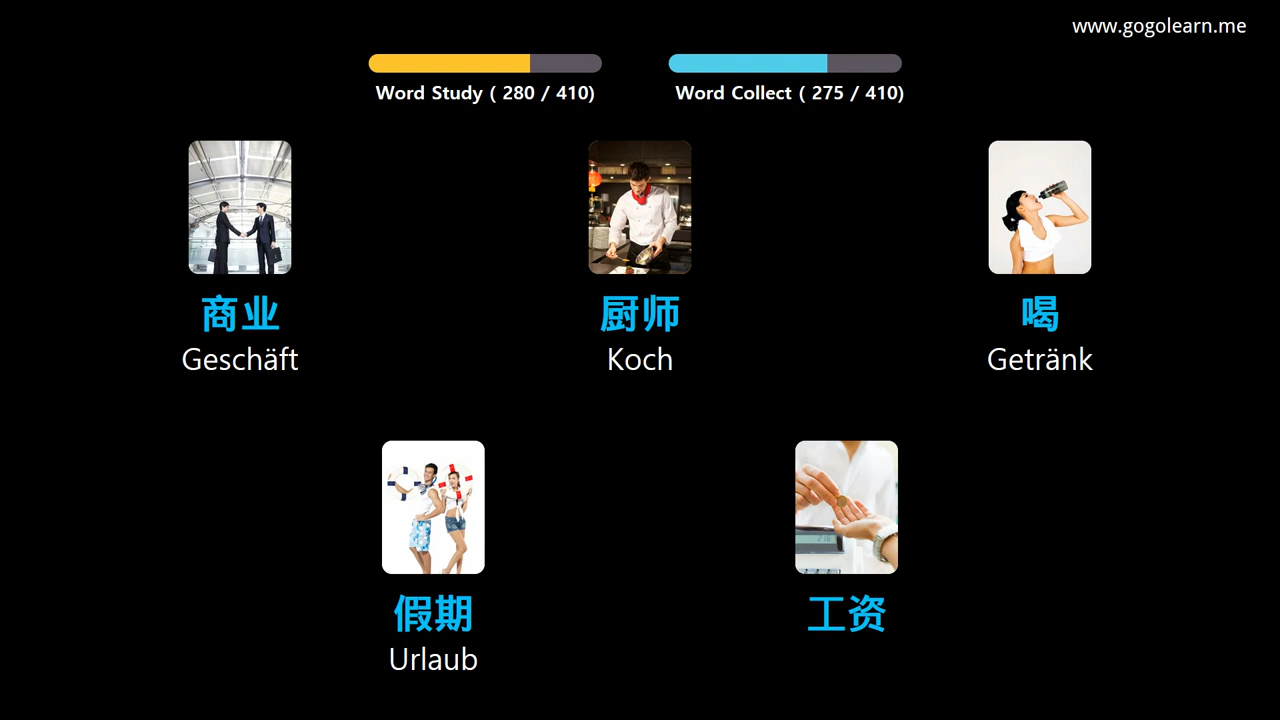 www.gogolearn.me
Word Study ( 280 / 410)
Word Collect ( 275 / 410)
商业
厨师
喝
Geschäft
Koch
Getränk
假期
工资
Urlaub